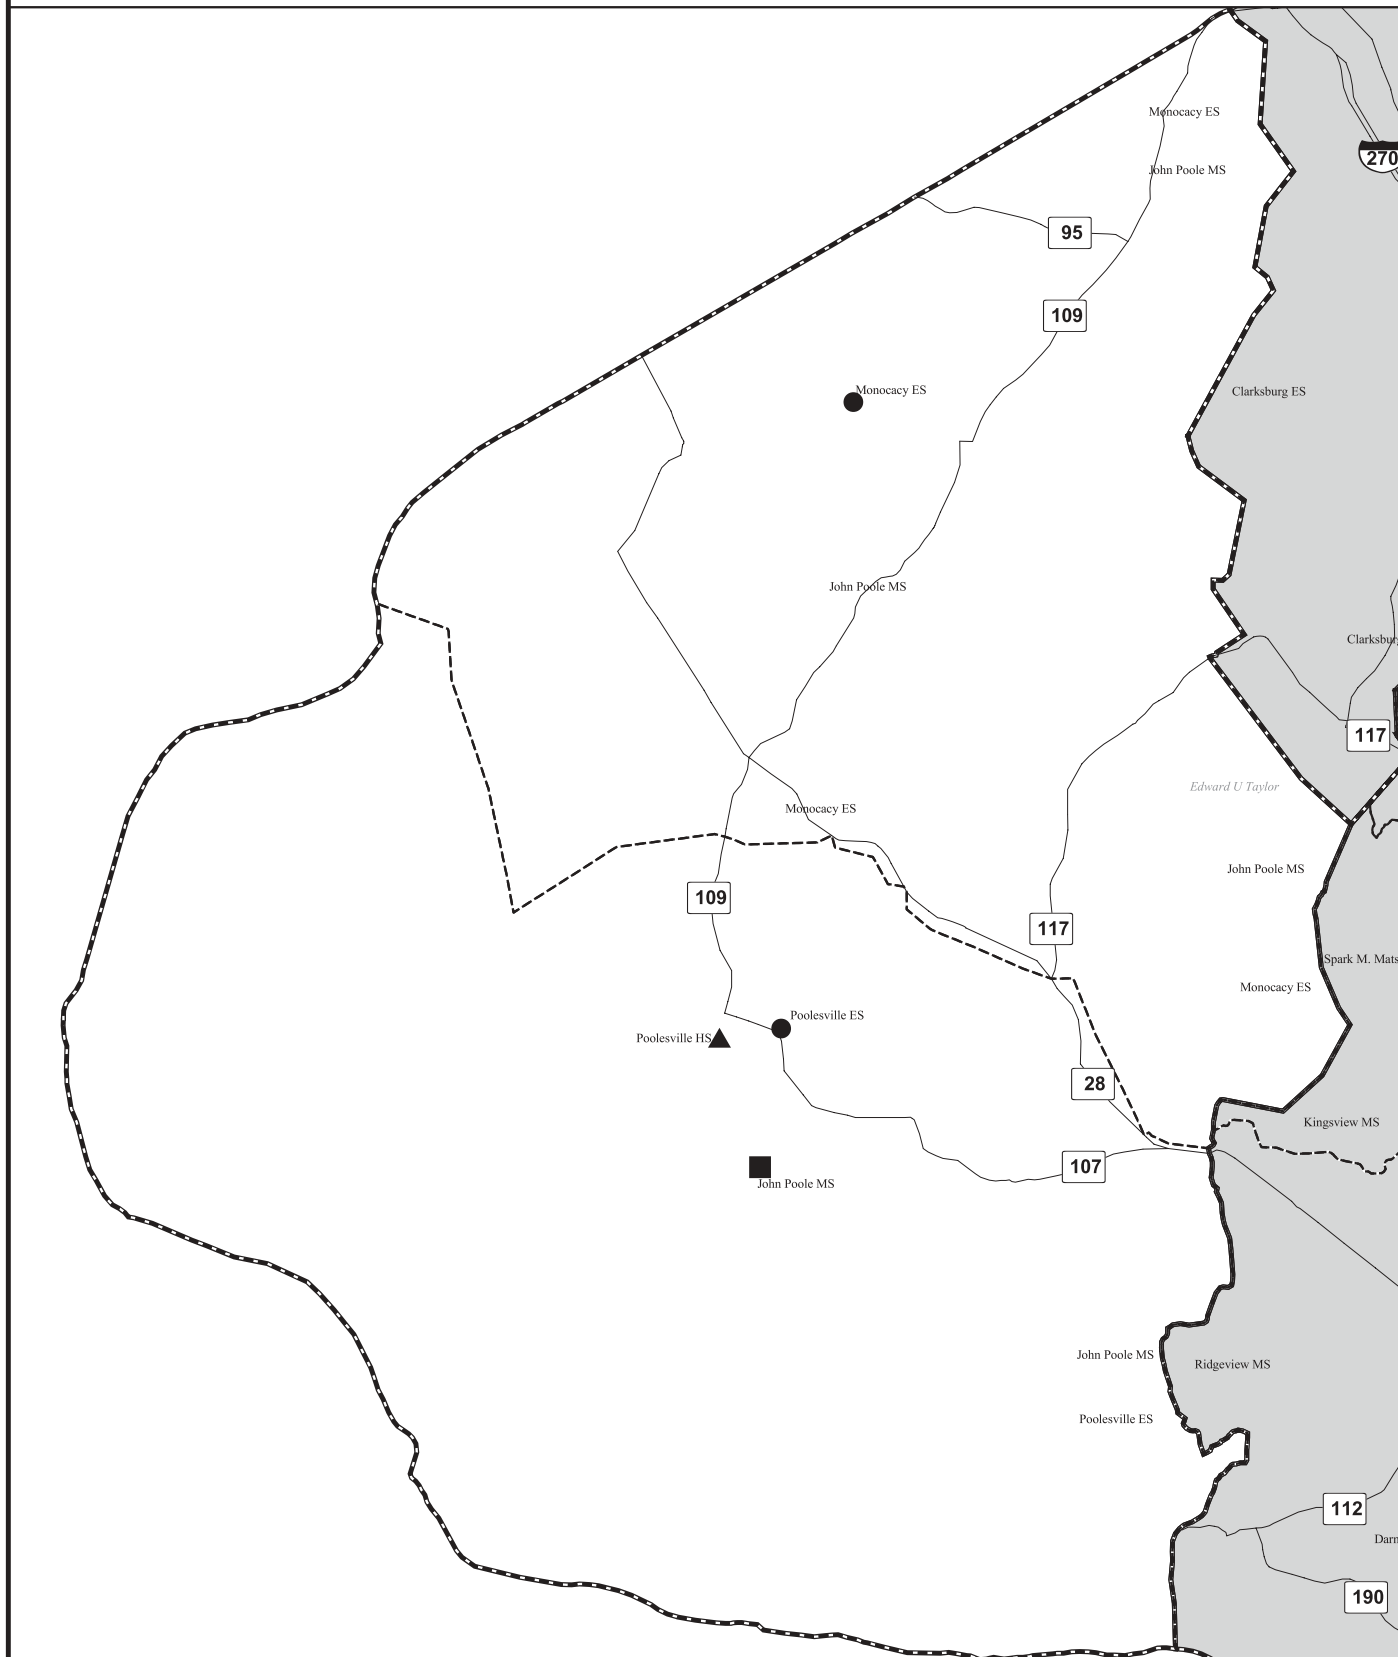 Monocacy ES
270
John Poole MS
95
109
Monocacy ES
Clarksburg ES
John Poole MS
Clarksbur
117
Edward U Taylor
Monocacy ES
John Poole MS
109
117
Spark M. Mats
Monocacy ES
Poolesville ES
Poolesville HS
28
Kingsview MS
107
John Poole MS
John Poole MS
Ridgeview MS
Poolesville ES
112
Darn
190